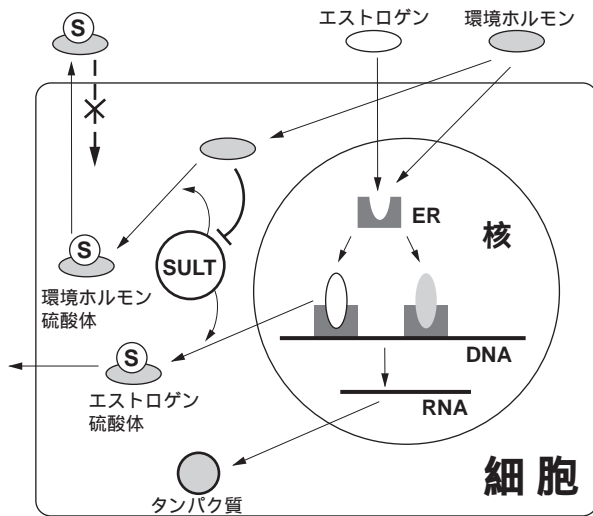 S
エストロゲン
環境ホルモン
ER
核
S
SULT
環境ホルモン
硫酸体
DNA
S
エストロゲン
硫酸体
RNA
細胞
タンパク質